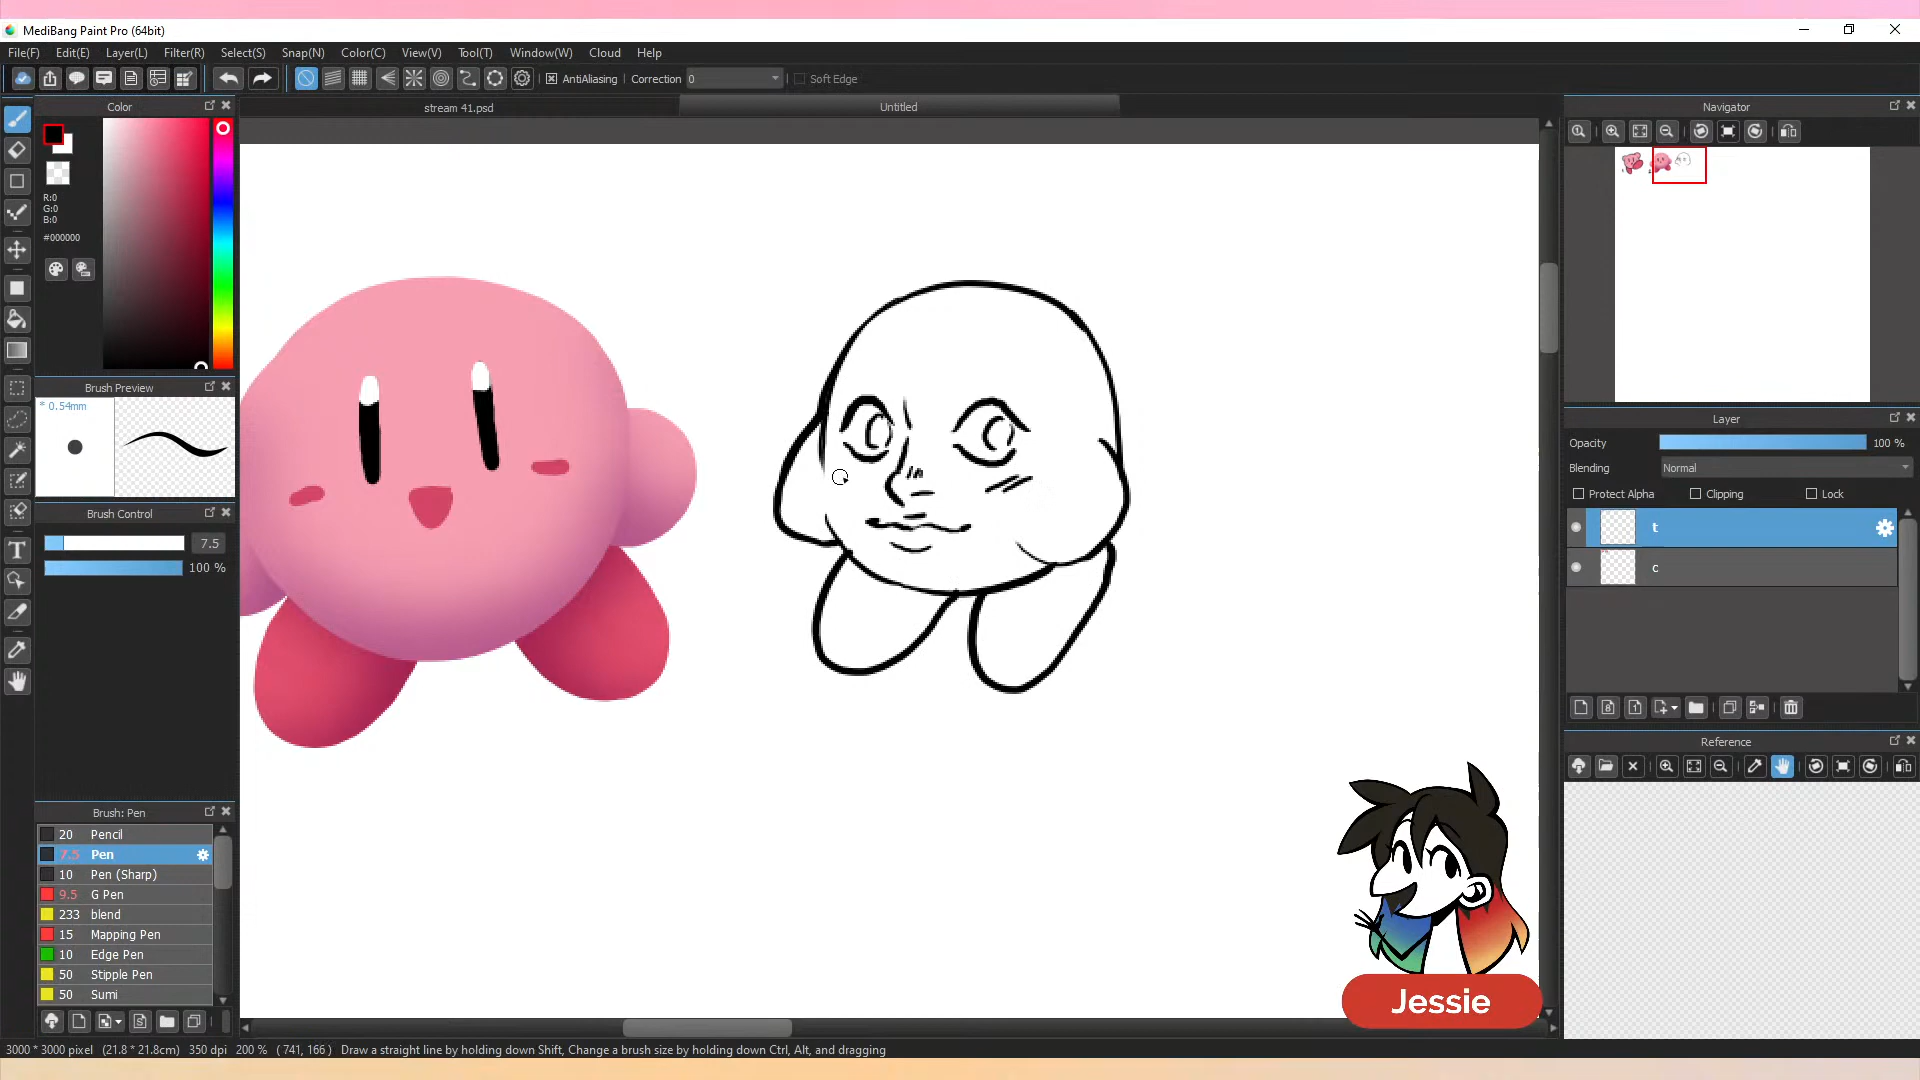 MediBang Paint Pro (64bit)
File(F) Edit(E) Layer(L) Filter(R) Select(S) Snap(N) Color(C) View(V) Tool(T) Window(W) Cloud Help
AntiAliasing Correction 0 Soft Edge
Color
stream 41.psd
Untitled
Navigator
R:0
G:0
B:0
#000000
Brush Preview
* 0.54mm
Layer
Opacity 100 %
Blending Normal
Protect Alpha Clipping Lock
t
c
Brush Control
7.5
100 %
Reference
Brush: Pen
20 Pencil
7.5 Pen
10 Pen (Sharp)
9.5 G Pen
233 blend
15 Mapping Pen
10 Edge Pen
50 Stipple Pen
50 Sumi
Jessie
3000 * 3000 pixel (21.8 * 21.8cm) 350 dpi 200 % ( 741, 166 ) Draw a straight line by holding down Shift, Change a brush size by holding down Ctrl, Alt, and dragging